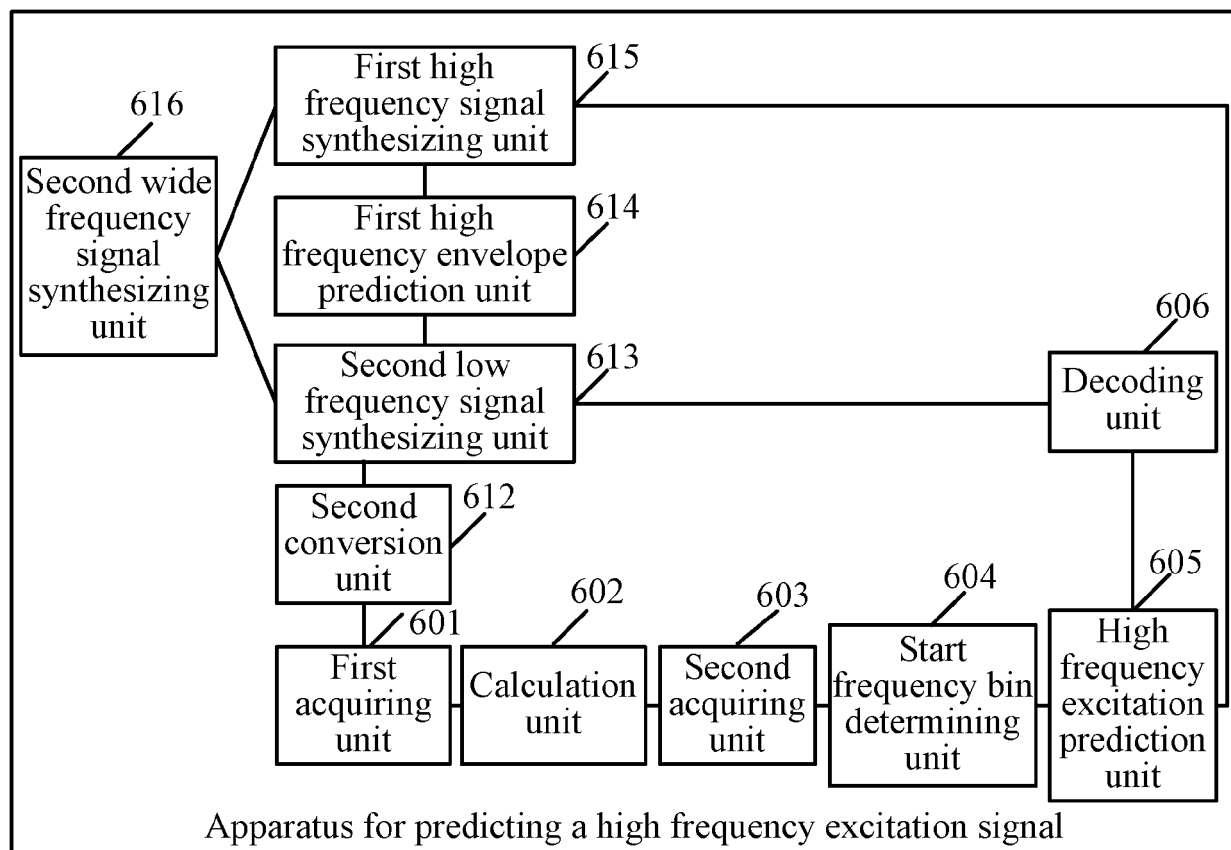 615
First high
frequency signal
synthesizing unit
616
Second wide
frequency
signal
synthesizing
unit
614
First high
frequency envelope
prediction unit
613
Second low
frequency signal
synthesizing unit
606
Decoding
unit
612
Second
conversion
unit
601
First
acquiring
unit
602
Calculation
unit
603
Second
acquiring
unit
604
Start
frequency bin
determining
unit
605
High
frequency
excitation
prediction
unit
Apparatus for predicting a high frequency excitation signal